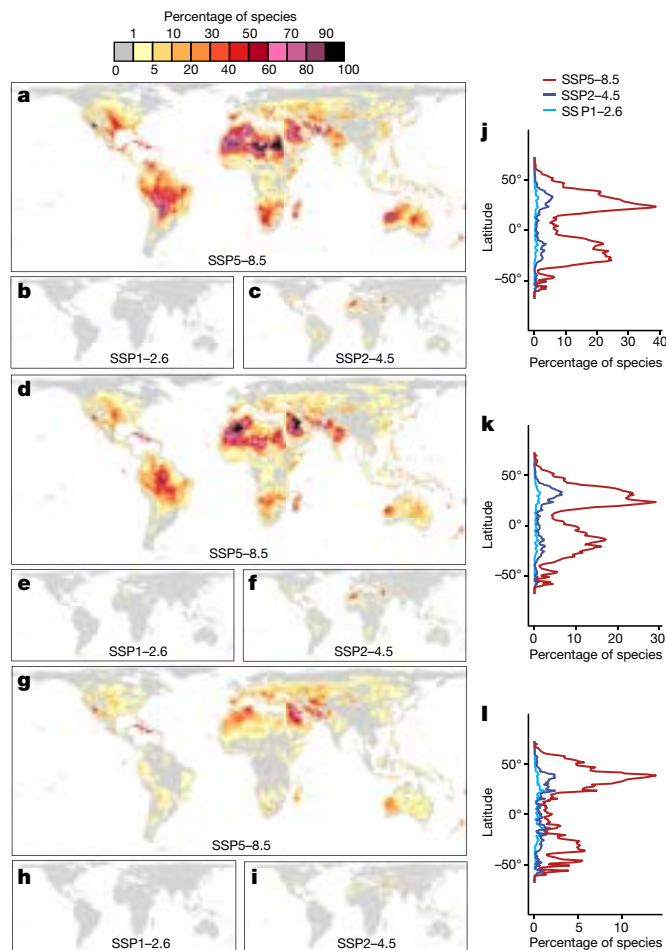 Percentage of species
1 10 30 50 70 90
0 5 20 40 60 80 100
a
SSP5–8.5
b
SSP1–2.6
c
SSP2–4.5
d
SSP5–8.5
e
SSP1–2.6
f
SSP2–4.5
g
SSP5–8.5
h
SSP1–2.6
i
SSP2–4.5
SSP5–8.5
SSP2–4.5
SS P1–2.6
j
50°
0°
–50°
Latitude
0 10 20 30 40
Percentage of species
k
50°
0°
–50°
Latitude
0 10 20 30
Percentage of species
l
50°
0°
–50°
Latitude
0 5 10
Percentage of species